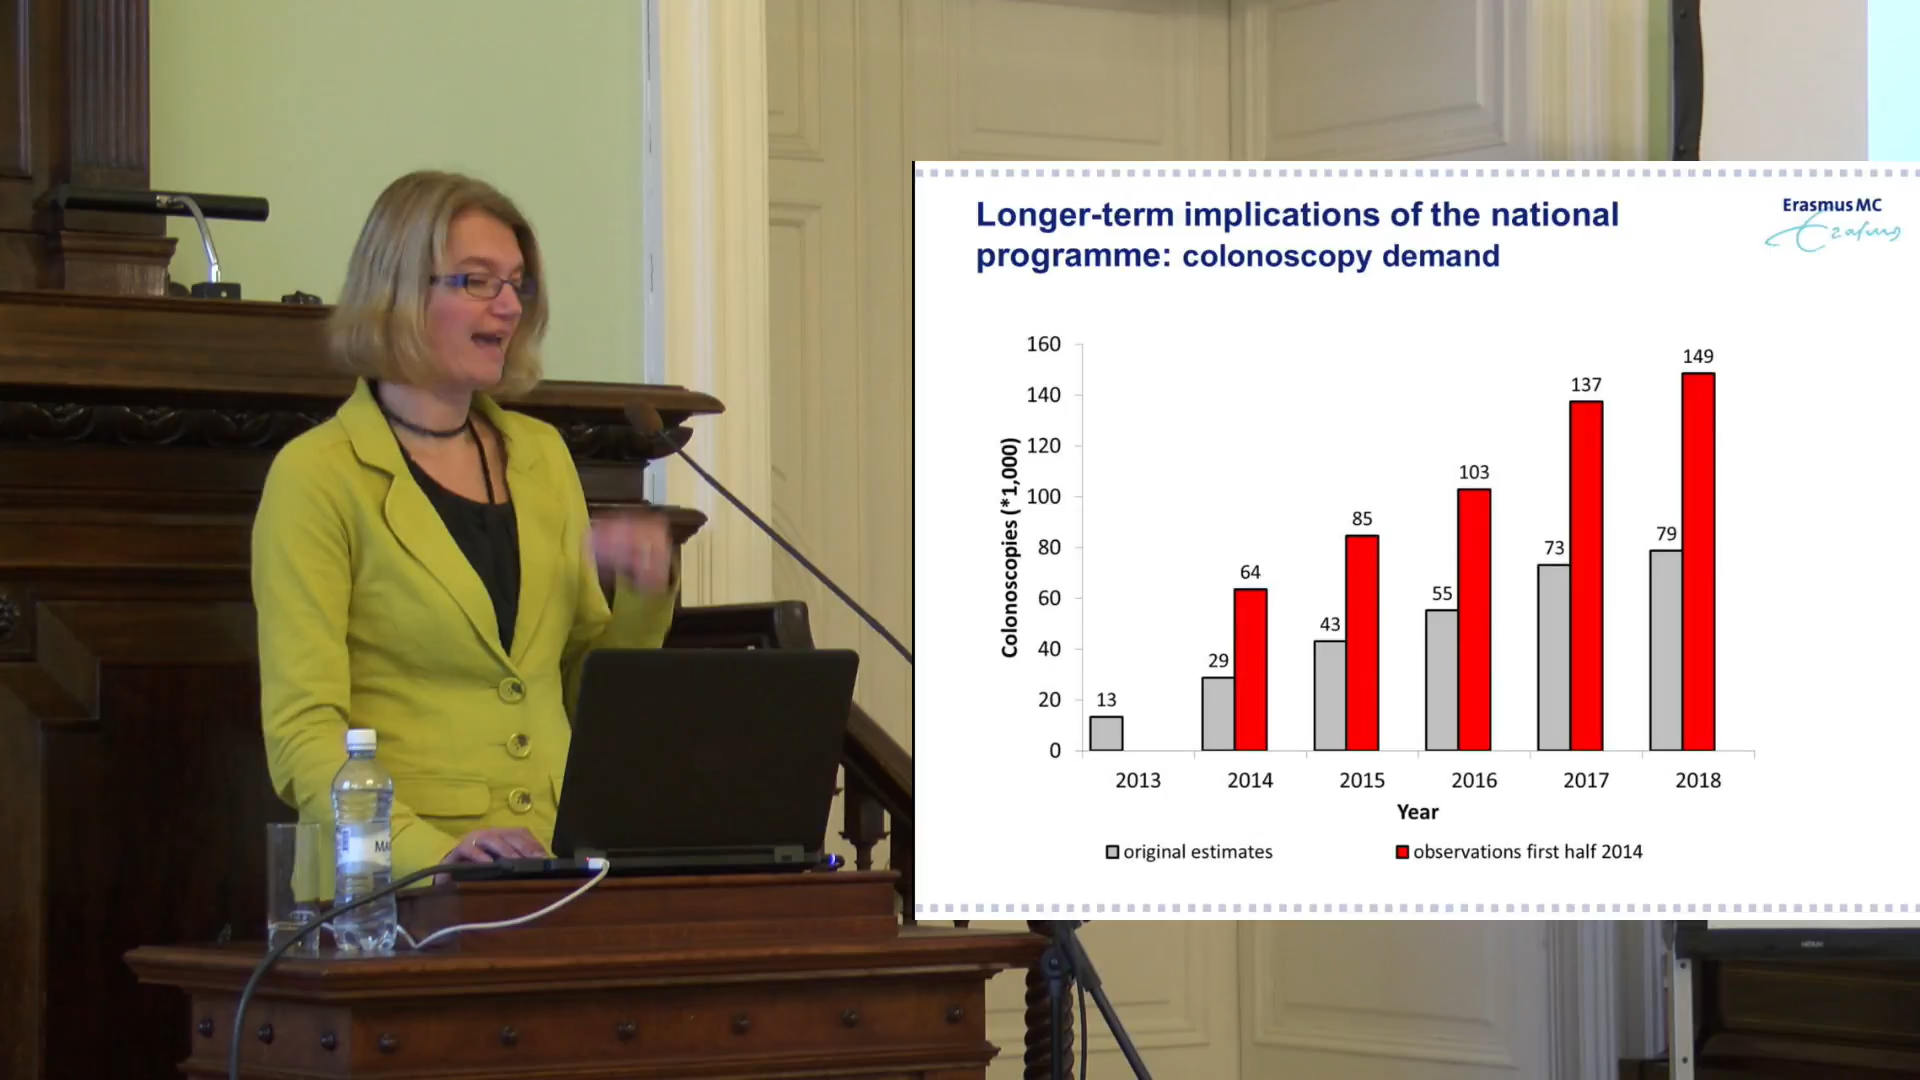 Longer-term implications of the national
programme: colonoscopy demand
Erasmus MC
Erasmus
Colonoscopies (*1,000)
160
140
120
100
80
60
40
20
0
13
29
64
43
85
55
103
73
137
79
149
2013
2014
2015
2016
2017
2018
Year
original estimates
observations first half 2014
MA